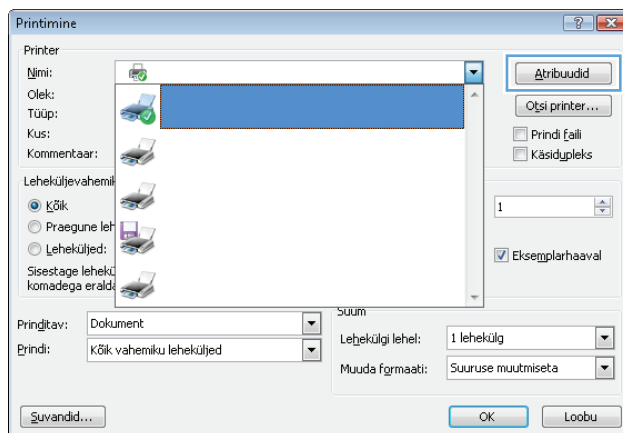 Printimine
Printer
Nimi:
Atribuudid
Olek:
Tüüp:
Otsi printer...
Kus:
Prindi faili
Kommentaar:
Käsidupleks
Leheküljevahemik
Kõik
1
Praegune leh
Leheküljed:
Eksemplarhaaval
Sisestage lehekü
komadega eralda
Suum
Prinditav: Dokument
Lehekülgi lehel: 1 lehekülg
Prindi: Kõik vahemiku leheküljed
Muuda formaati: Suuruse muutmiseta
Suvandid...
OK
Loobu